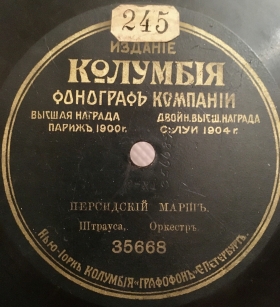 245
ИЗДАНІЕ
КОЛУМБІЯ
ФОНОГРАФЪ КОМПАНІИ
ВЫСШАЯ НАГРАДА ДВОЙН. ВЫСШ. НАГРАДА
ПАРИЖЪ 1900 г. С: ЛУИ 1904 г.
ПЕРСИДСКІЙ МАРШЪ.
Штрауса, Оркестръ.
35668
НЬЮ-ІОРКЪ КОЛУМБІЯ ГРАФОФОНЪ С. ПЕТЕРБУРГЪ.